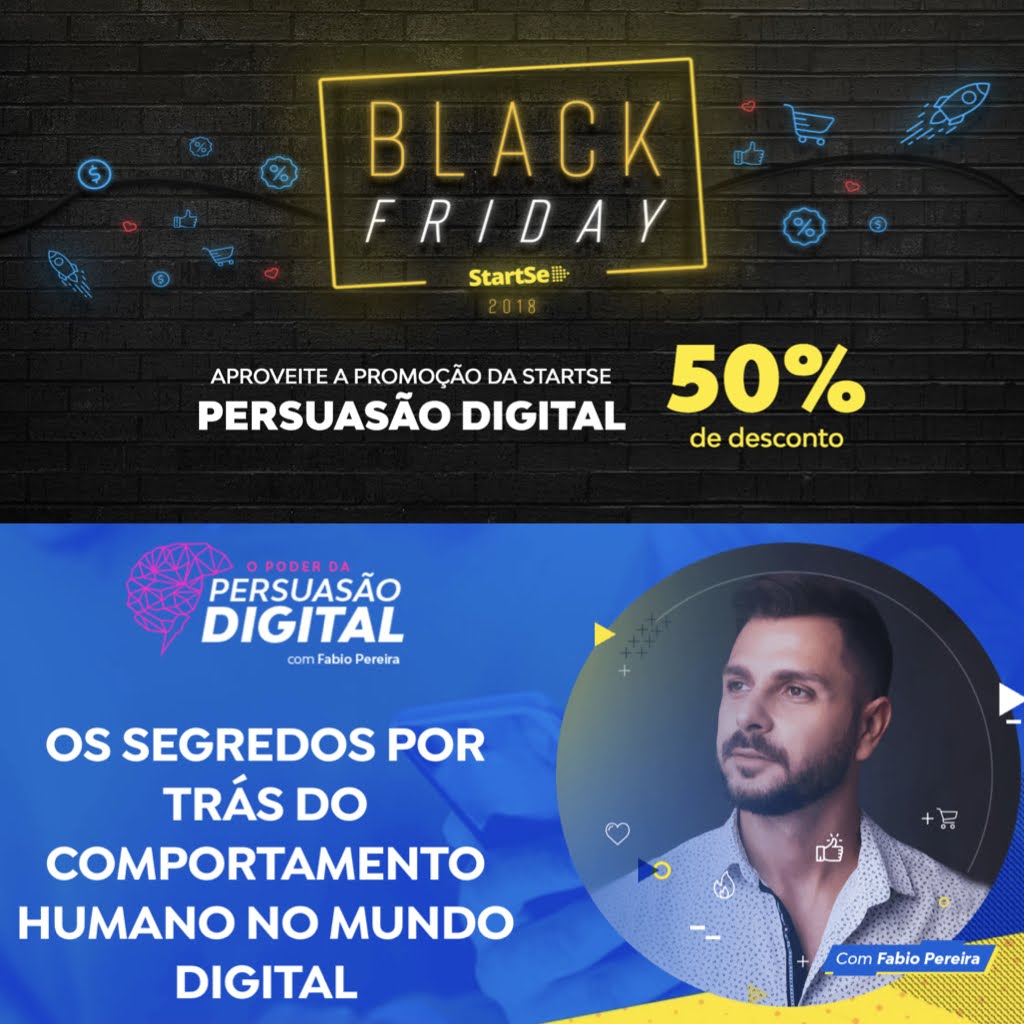 BLACK
FRIDAY
StartSe
2018
APROVEITE A PROMOÇÃO DA STARTSE
PERSUASÃO DIGITAL
50%
de desconto
O PODER DA
PERSUASÃO
DIGITAL
com Fabio Pereira
OS SEGREDOS POR
TRÁS DO
COMPORTAMENTO
HUMANO NO MUNDO
DIGITAL
Com Fabio Pereira